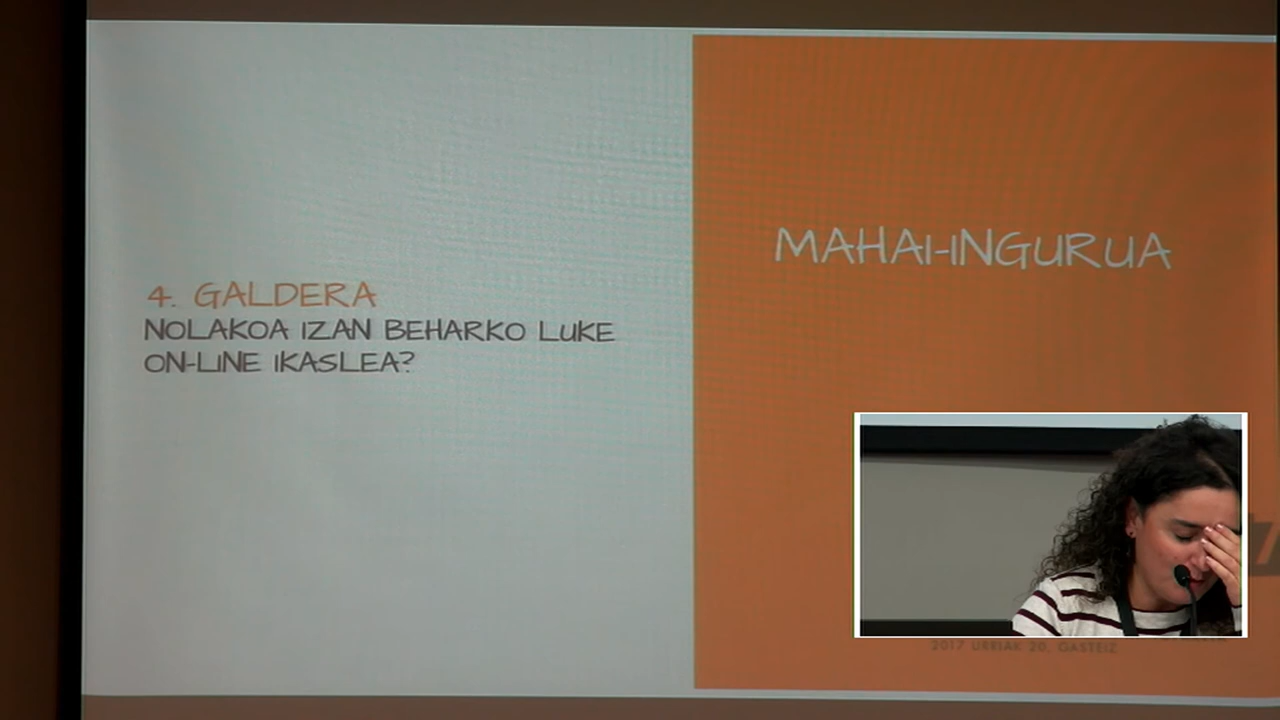 4. GALDERA
NOLAKOA IZAN BEHARKO LUKE
ON-LINE IKASLEA?
MAHAI-INGURUA
2017 URRIAK 20, GASTEIZ